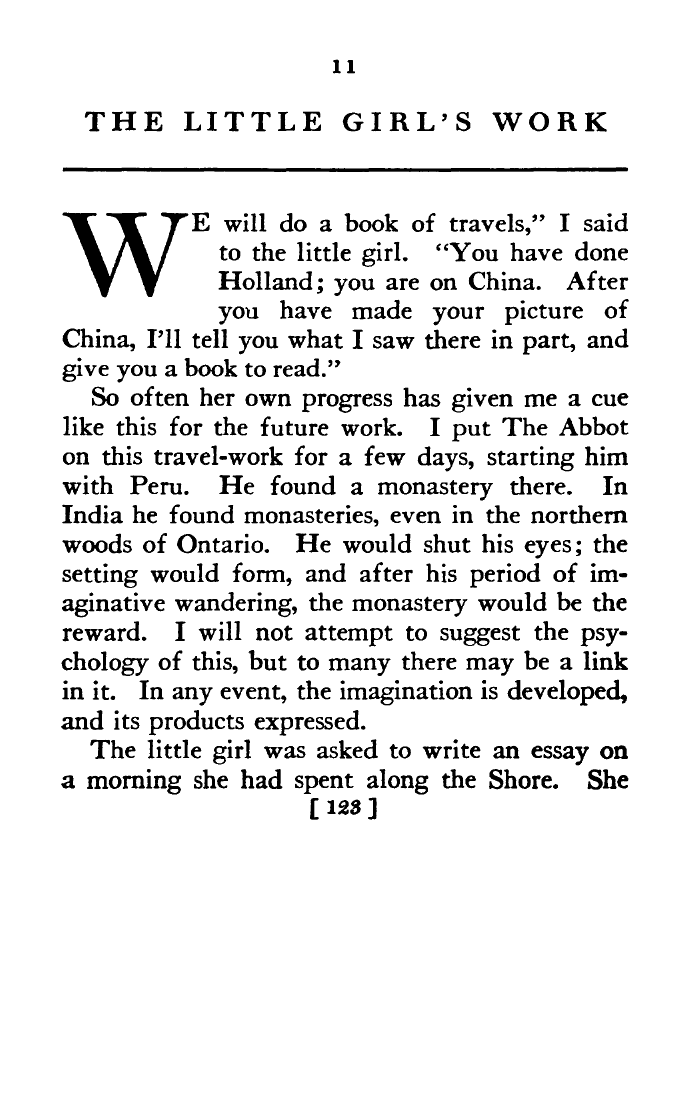 11
THE LITTLE GIRL'S WORK
WE will do a book of travels,” I said
to the little girl. “You have done
Holland; you are on China. After
you have made your picture of
China, I'll tell you what I saw there in part, and
give you a book to read.”
So often her own progress has given me a cue
like this for the future work. I put The Abbot
on this travel-work for a few days, starting him
with Peru. He found a monastery there. In
India he found monasteries, even in the northern
woods of Ontario. He would shut his eyes; the
setting would form, and after his period of im-
aginative wandering, the monastery would be the
reward. I will not attempt to suggest the psy-
chology of this, but to many there may be a link
in it. In any event, the imagination is developed,
and its products expressed.
The little girl was asked to write an essay on
a morning she had spent along the Shore. She
[ 123 ]